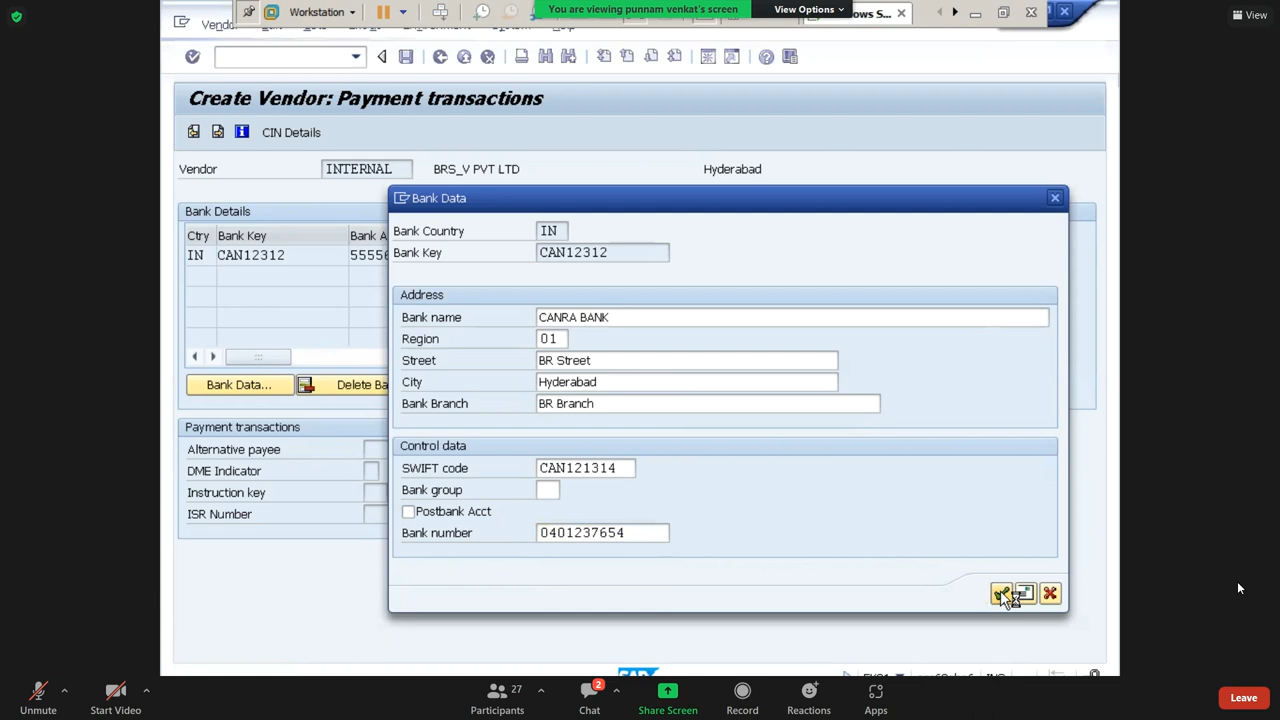 Workstation
You are viewing punnam venkat's screen
View Options
View
Create Vendor: Payment transactions
CIN Details
Vendor INTERNAL BRS_V PVT LTD Hyderabad
Bank Details
Ctry Bank Key Bank A
IN CAN12312 5555
Bank Data... Delete Ba
Payment transactions
Alternative payee
DME Indicator
Instruction key
ISR Number
Bank Data
Bank Country IN
Bank Key CAN12312
Address
Bank name CANRA BANK
Region 01
Street BR Street
City Hyderabad
Bank Branch BR Branch
Control data
SWIFT code CAN121314
Bank group
Postbank Acct
Bank number 0401237654
Unmute
Start Video
27
Participants
2
Chat
Share Screen
Record
Reactions
Apps
Leave